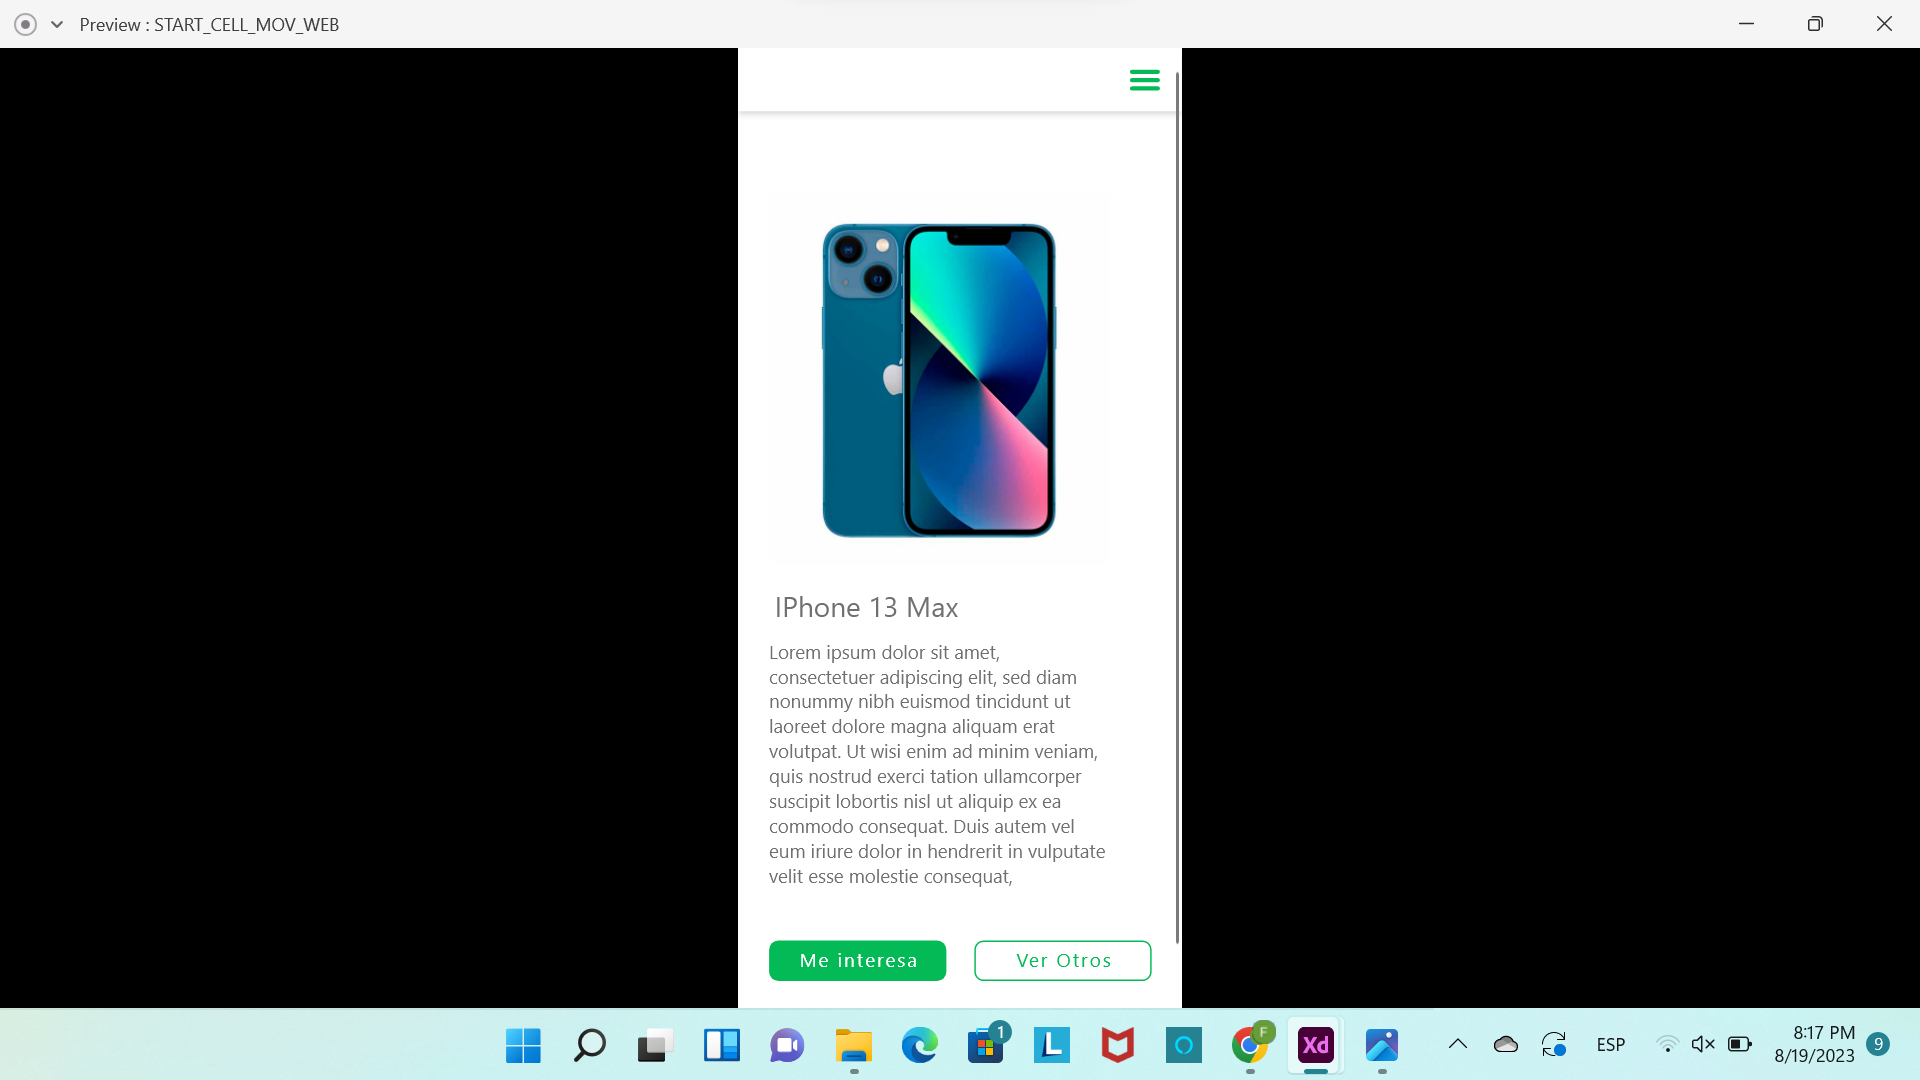 Preview : START_CELL_MOV_WEB
IPhone 13 Max
Lorem ipsum dolor sit amet,
consectetuer adipiscing elit, sed diam
nonummy nibh euismod tincidunt ut
laoreet dolore magna aliquam erat
volutpat. Ut wisi enim ad minim veniam,
quis nostrud exerci tation ullamcorper
suscipit lobortis nisl ut aliquip ex ea
commodo consequat. Duis autem vel
eum iriure dolor in hendrerit in vulputate
velit esse molestie consequat,
Me interesa
Ver Otros
1
L
F
Xd
ESP
8:17 PM
8/19/2023
9